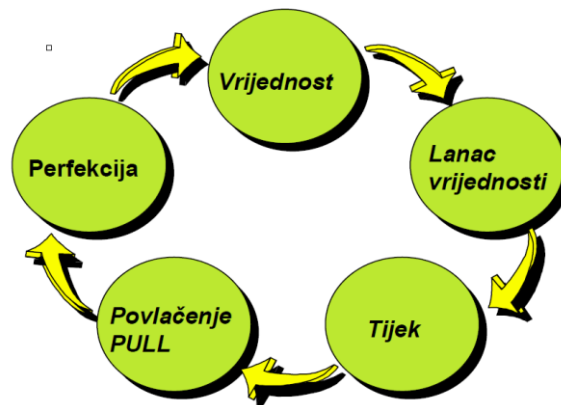 Vrijednost
Lanac
vrijednosti
Tijek
Povlačenje
PULL
Perfekcija